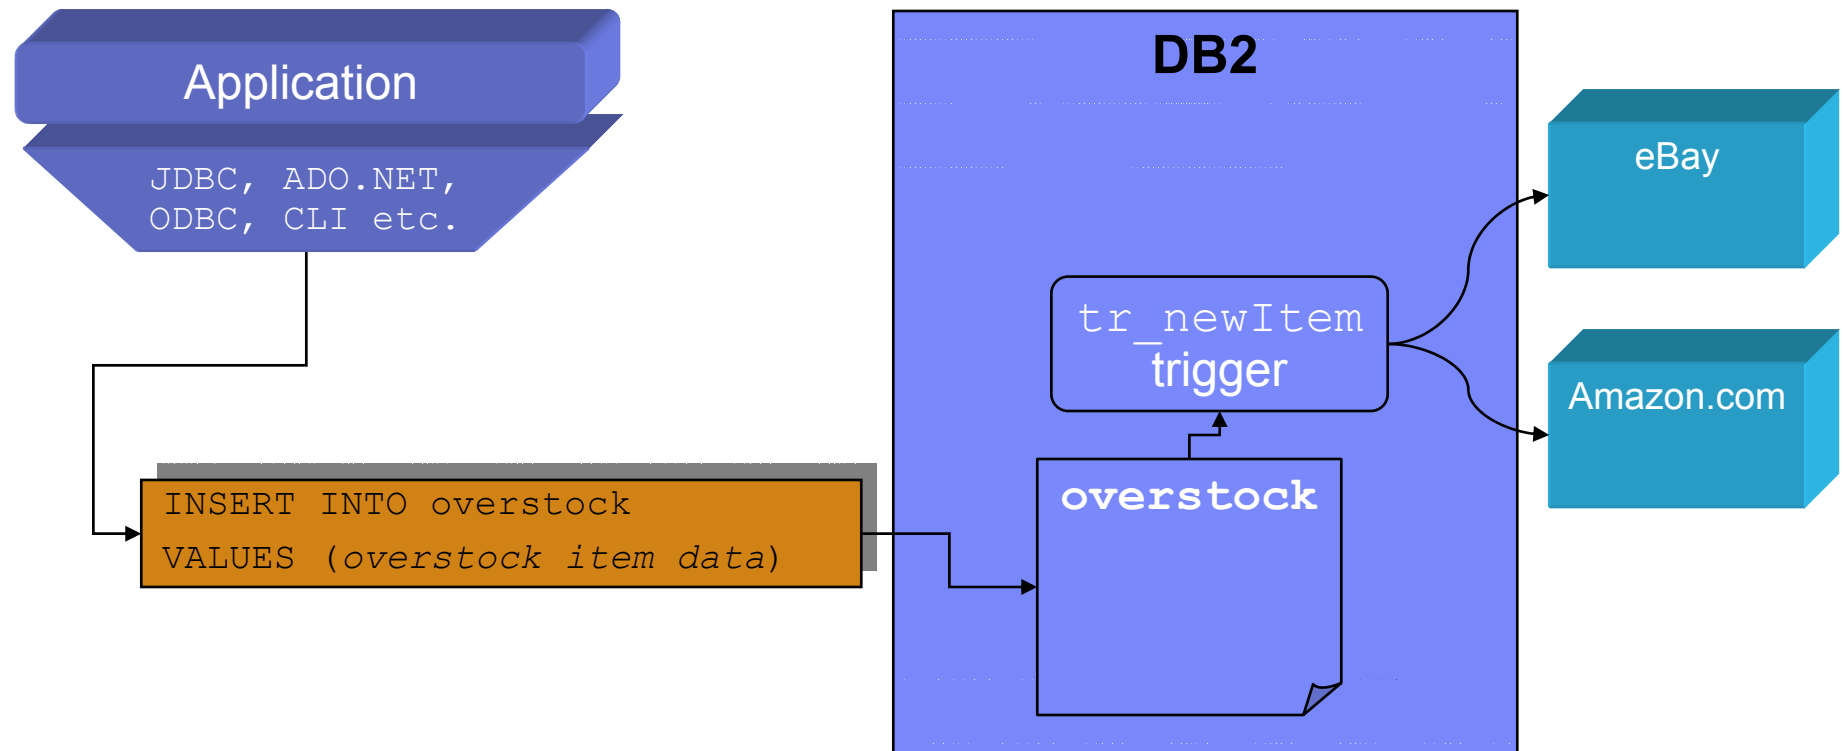 Application
JDBC, ADO.NET,
ODBC, CLI etc.
INSERT INTO overstock
VALUES (overstock item data)
DB2
tr_newItem
trigger
overstock
eBay
Amazon.com